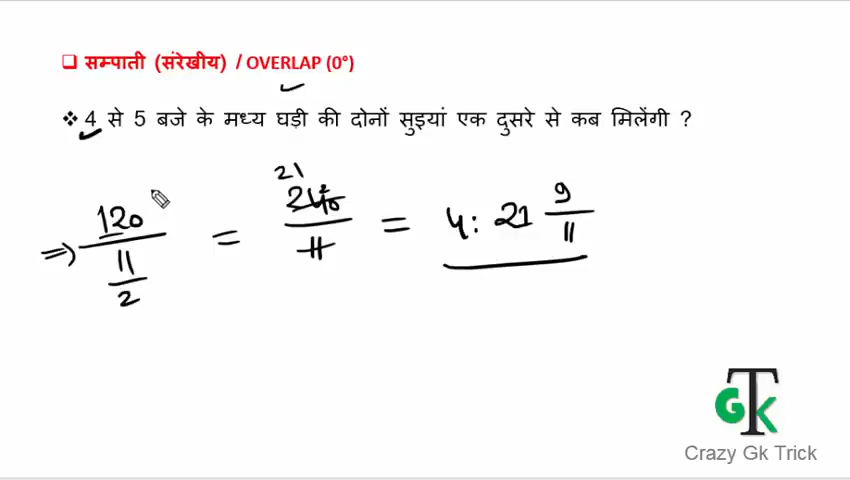 ❑ सम्पाती (संरेखीय) / OVERLAP (0°)
❖ 4 से 5 बजे के मध्य घड़ी की दोनों सुइयां एक दुसरे से कब मिलेंगी ?
⇒ 120/(11/2) = 21 240/11 = 4: 21 9/11
GTK
Crazy Gk Trick